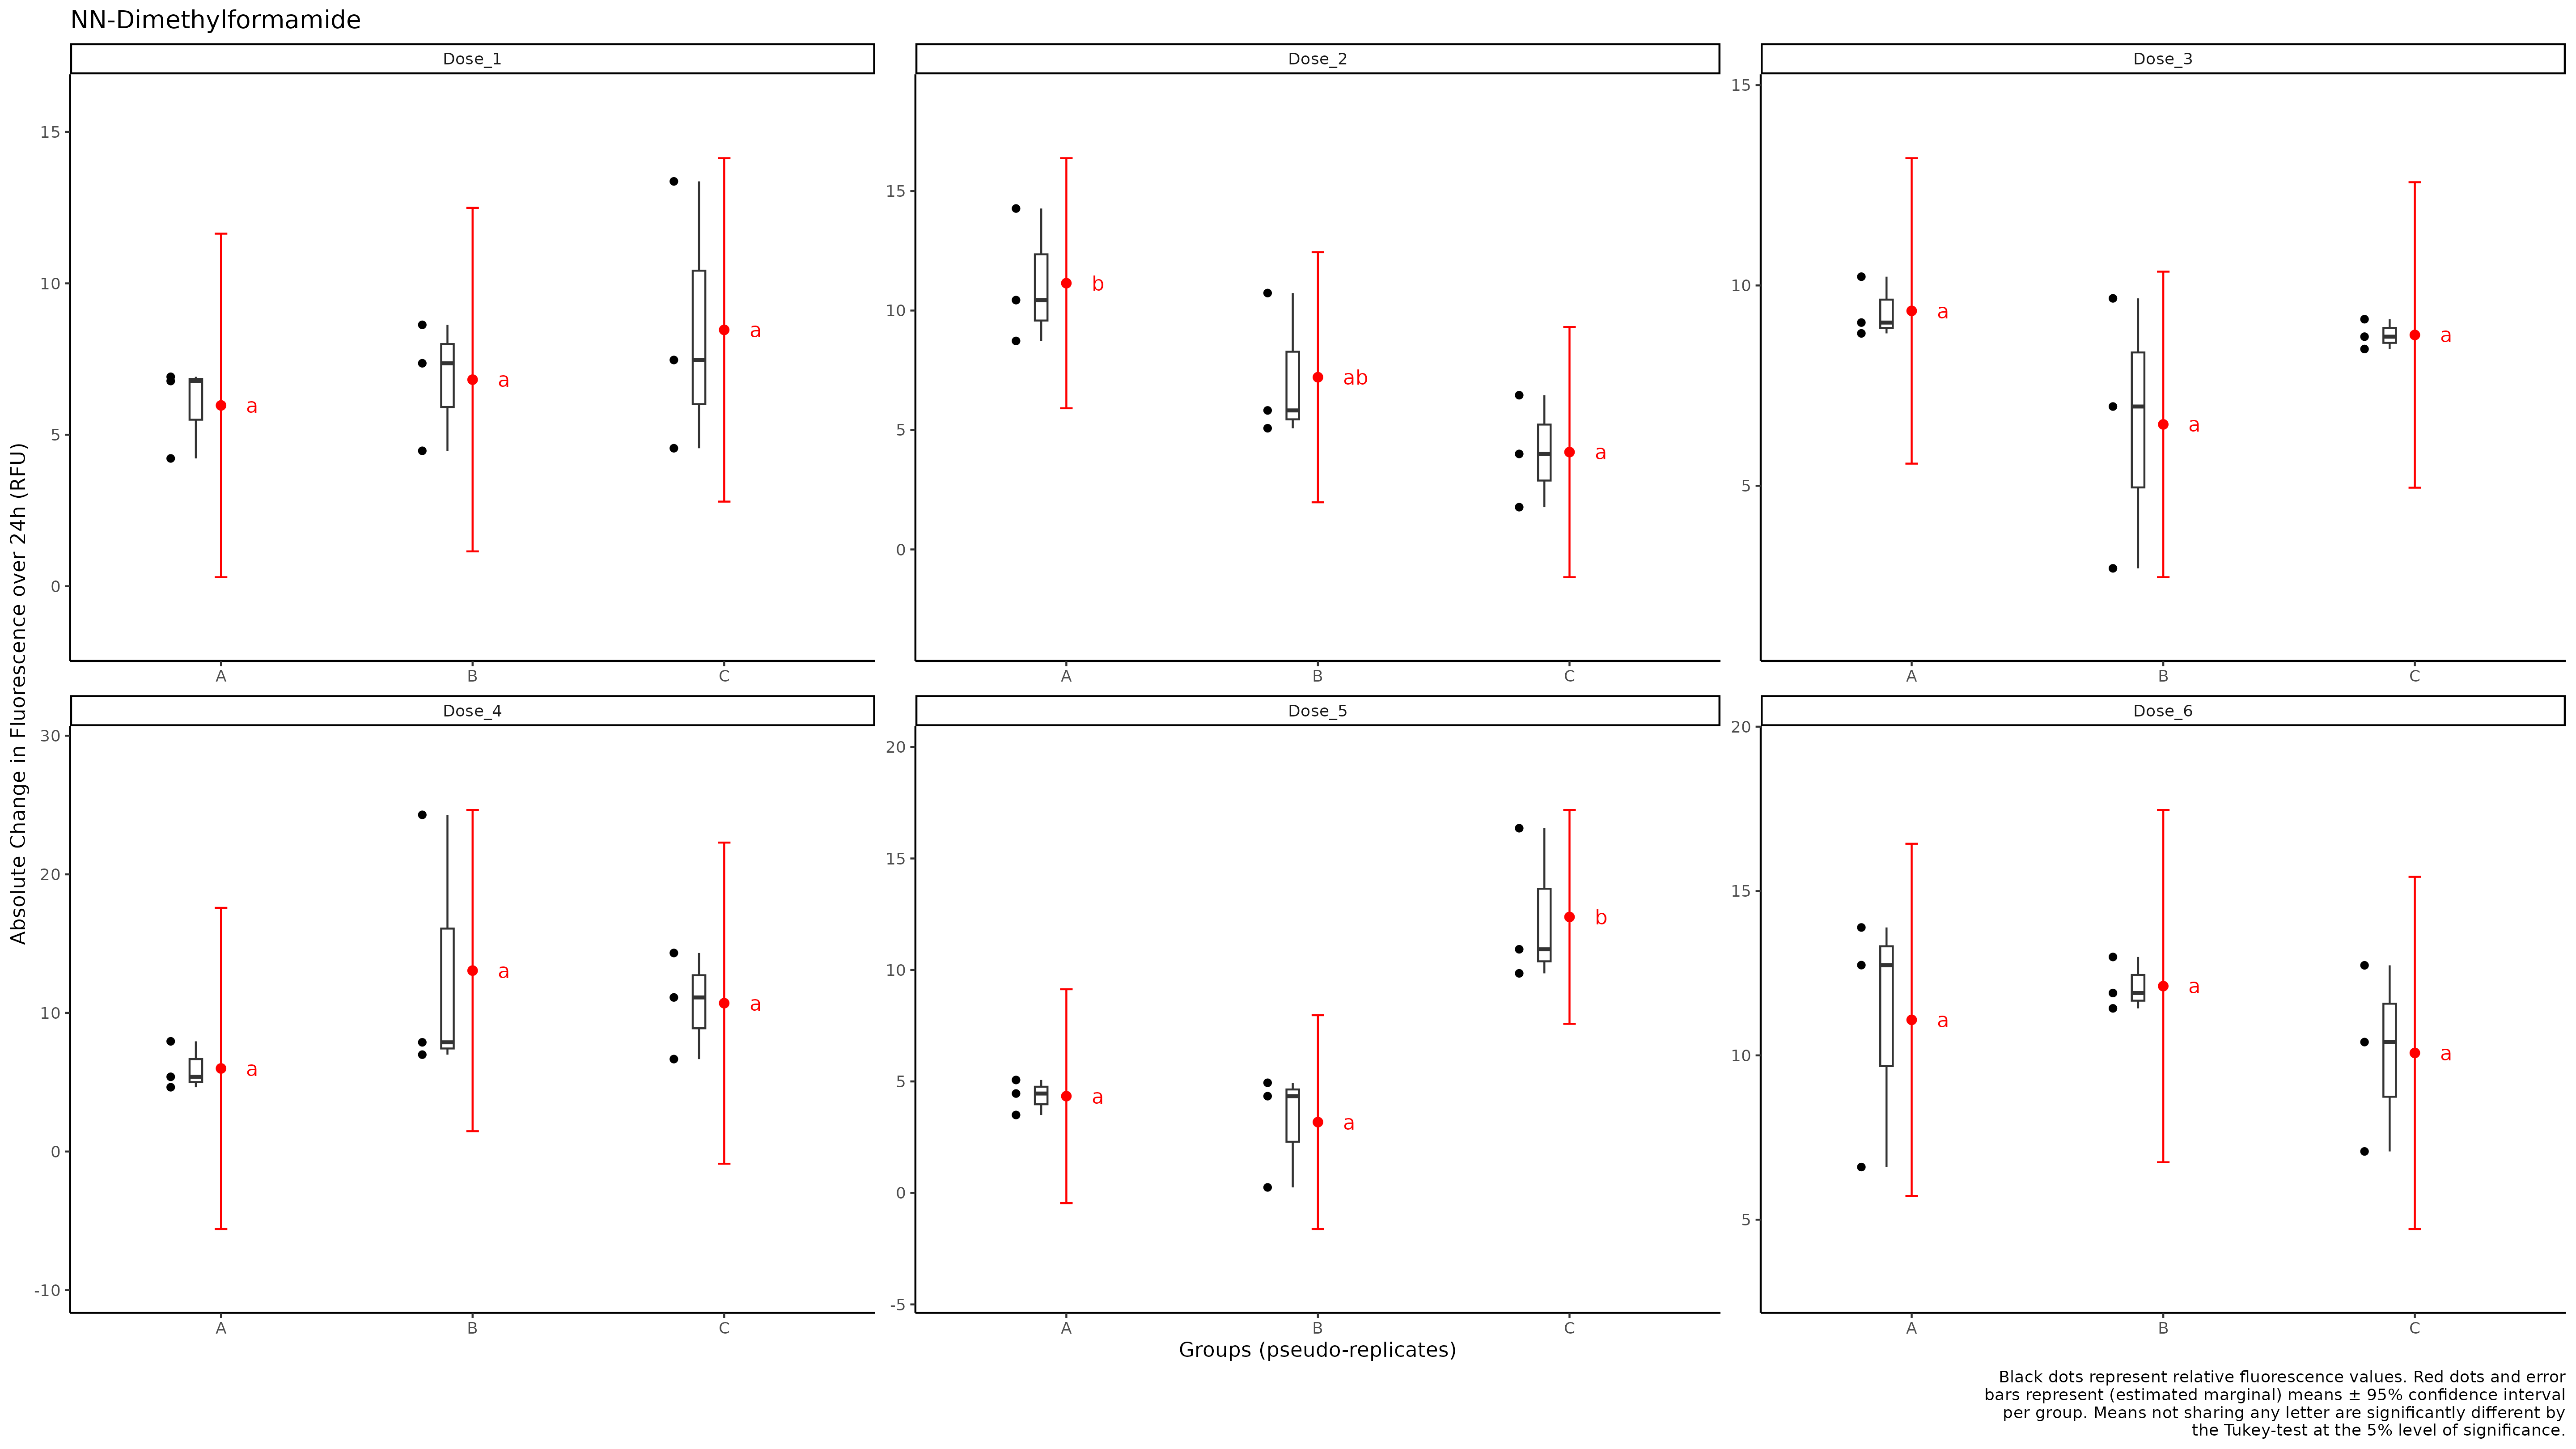 NN-Dimethylformamide
Dose_1
Dose_2
Dose_3
15
10
5
0
a
a
a
A
B
C
15
10
5
0
b
ab
a
A
B
C
15
10
5
a
a
a
A
B
C
Absolute Change in Fluorescence over 24h (RFU)
Dose_4
Dose_5
Dose_6
30
20
10
0
-10
a
a
a
A
B
C
20
15
10
5
0
-5
a
a
b
A
B
C
20
15
10
5
a
a
a
A
B
C
Groups (pseudo-replicates)
Black dots represent relative fluorescence values. Red dots and error
bars represent (estimated marginal) means ± 95% confidence interval
per group. Means not sharing any letter are significantly different by
the Tukey-test at the 5% level of significance.